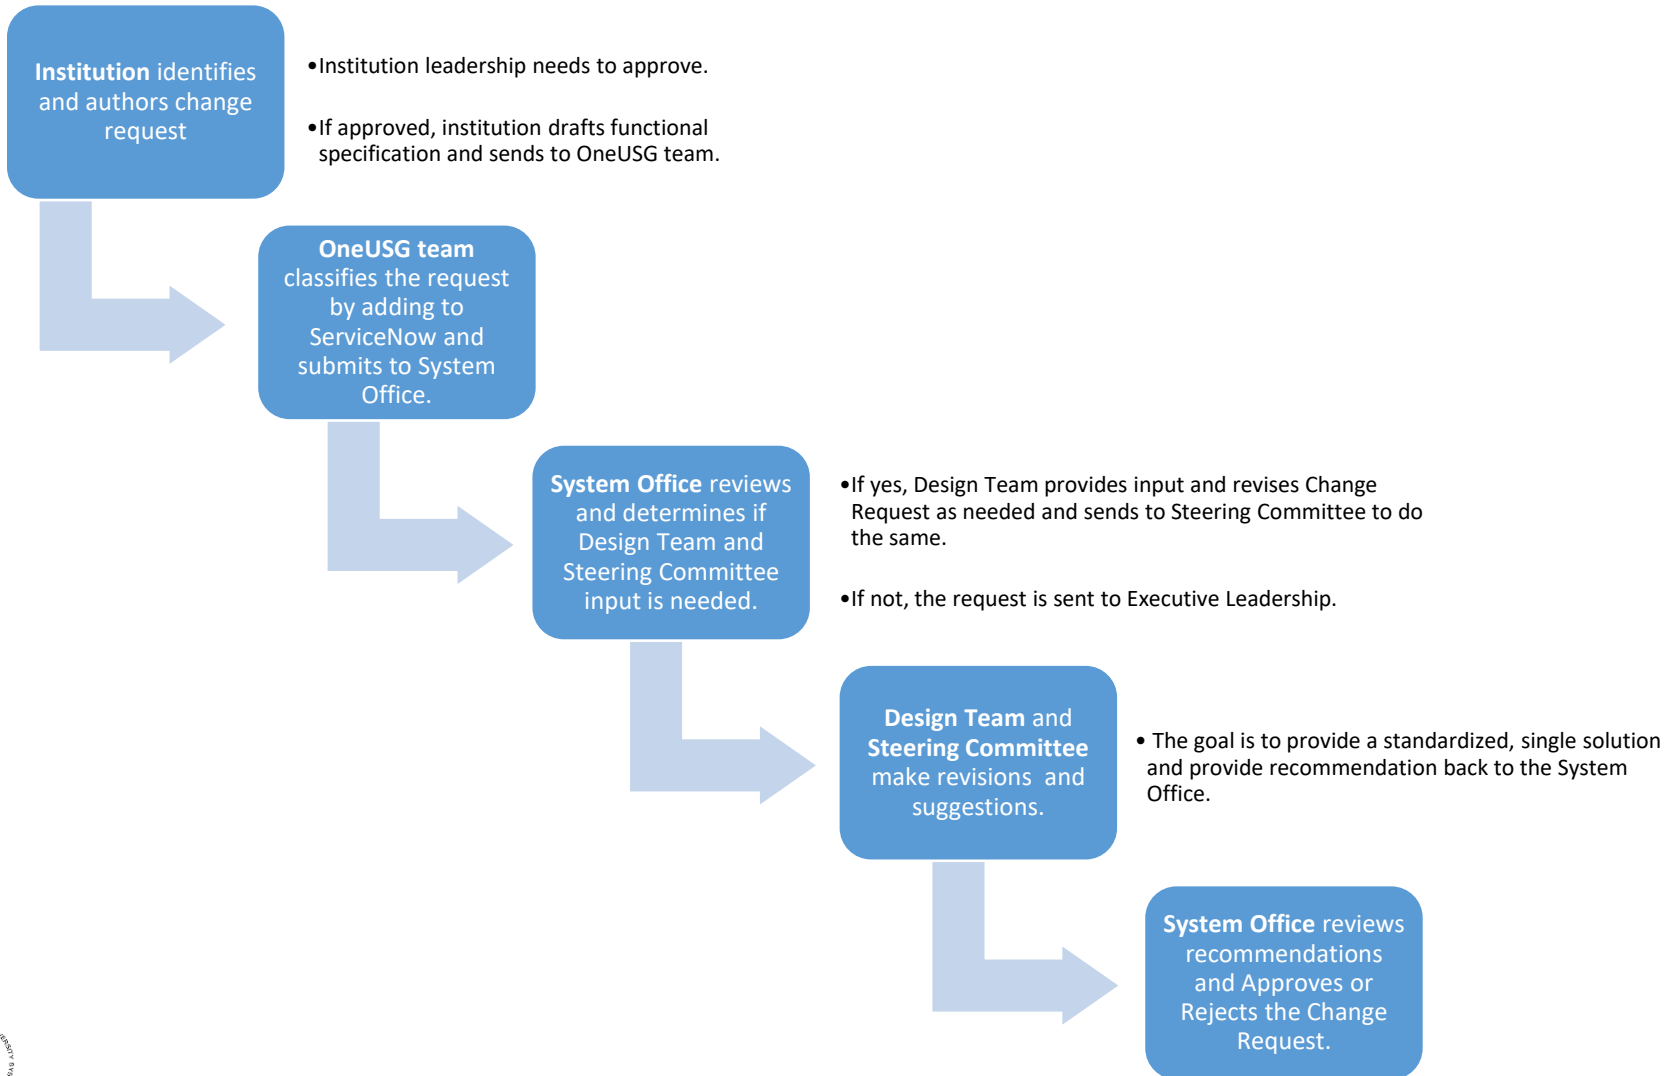 Institution identifies
and authors change
request
•Institution leadership needs to approve.
•If approved, institution drafts functional
specification and sends to OneUSG team.
OneUSG team
classifies the request
by adding to
ServiceNow and
submits to System
Office.
System Office reviews
and determines if
Design Team and
Steering Committee
input is needed.
•If yes, Design Team provides input and revises Change
Request as needed and sends to Steering Committee to do
the same.
•If not, the request is sent to Executive Leadership.
Design Team and
Steering Committee
make revisions and
suggestions.
• The goal is to provide a standardized, single solution
and provide recommendation back to the System
Office.
System Office reviews
recommendations
and Approves or
Rejects the Change
Request.